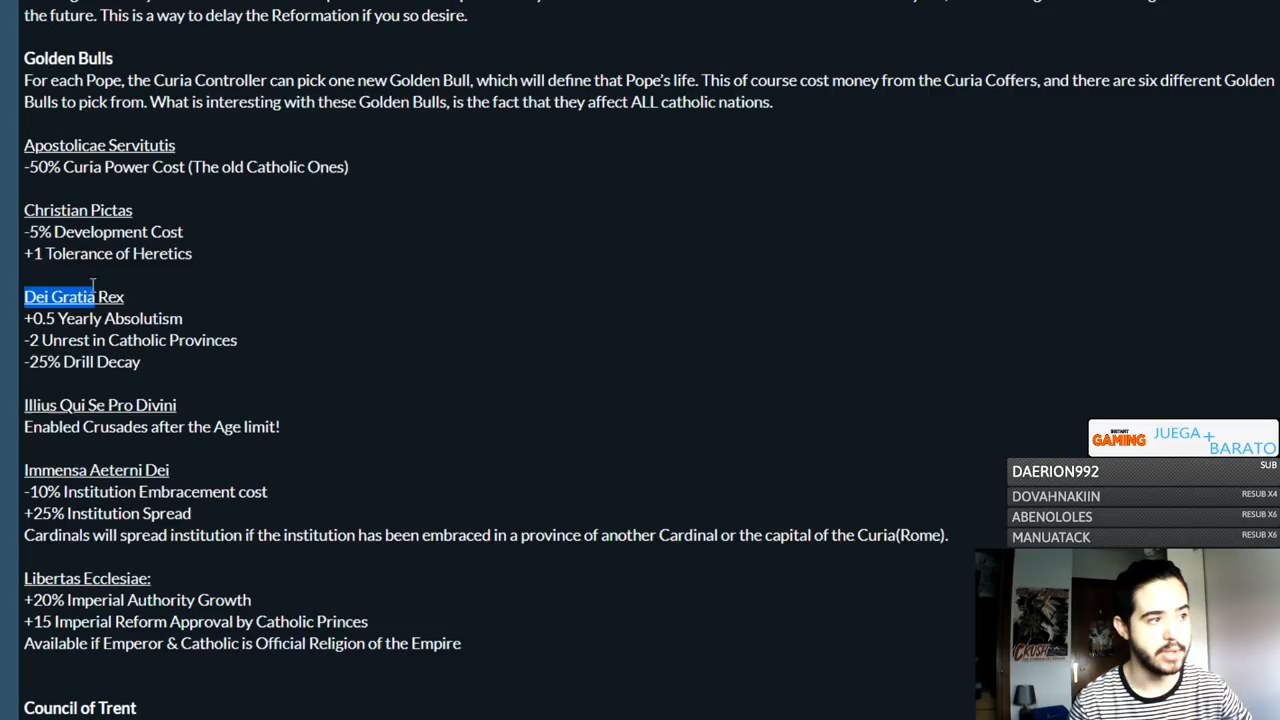 the future. This is a way to delay the Reformation if you so desire.
Golden Bulls
For each Pope, the Curia Controller can pick one new Golden Bull, which will define that Pope's life. This of course cost money from the Curia Coffers, and there are six different Golden
Bulls to pick from. What is interesting with these Golden Bulls, is the fact that they affect ALL catholic nations.
Apostolicae Servitutis
-50% Curia Power Cost (The old Catholic Ones)
Christian Pictas
-5% Development Cost
+1 Tolerance of Heretics
Dei Gratia Rex
+0.5 Yearly Absolutism
-2 Unrest in Catholic Provinces
-25% Drill Decay
Illius Qui Se Pro Divini
Enabled Crusades after the Age limit!
Immensa Aeterni Dei
-10% Institution Embracement cost
+25% Institution Spread
Cardinals will spread institution if the institution has been embraced in a province of another Cardinal or the capital of the Curia(Rome).
Libertas Ecclesiae:
+20% Imperial Authority Growth
+15 Imperial Reform Approval by Catholic Princes
Available if Emperor & Catholic is Official Religion of the Empire
Council of Trent
INSTANT
GAMING
JUEGA+
BARATO
DAERION992 SUB
DOVAHNAKIIN RESUB X4
ABENOLOLES RESUB X6
MANUATACK RESUB X6
CRUSH